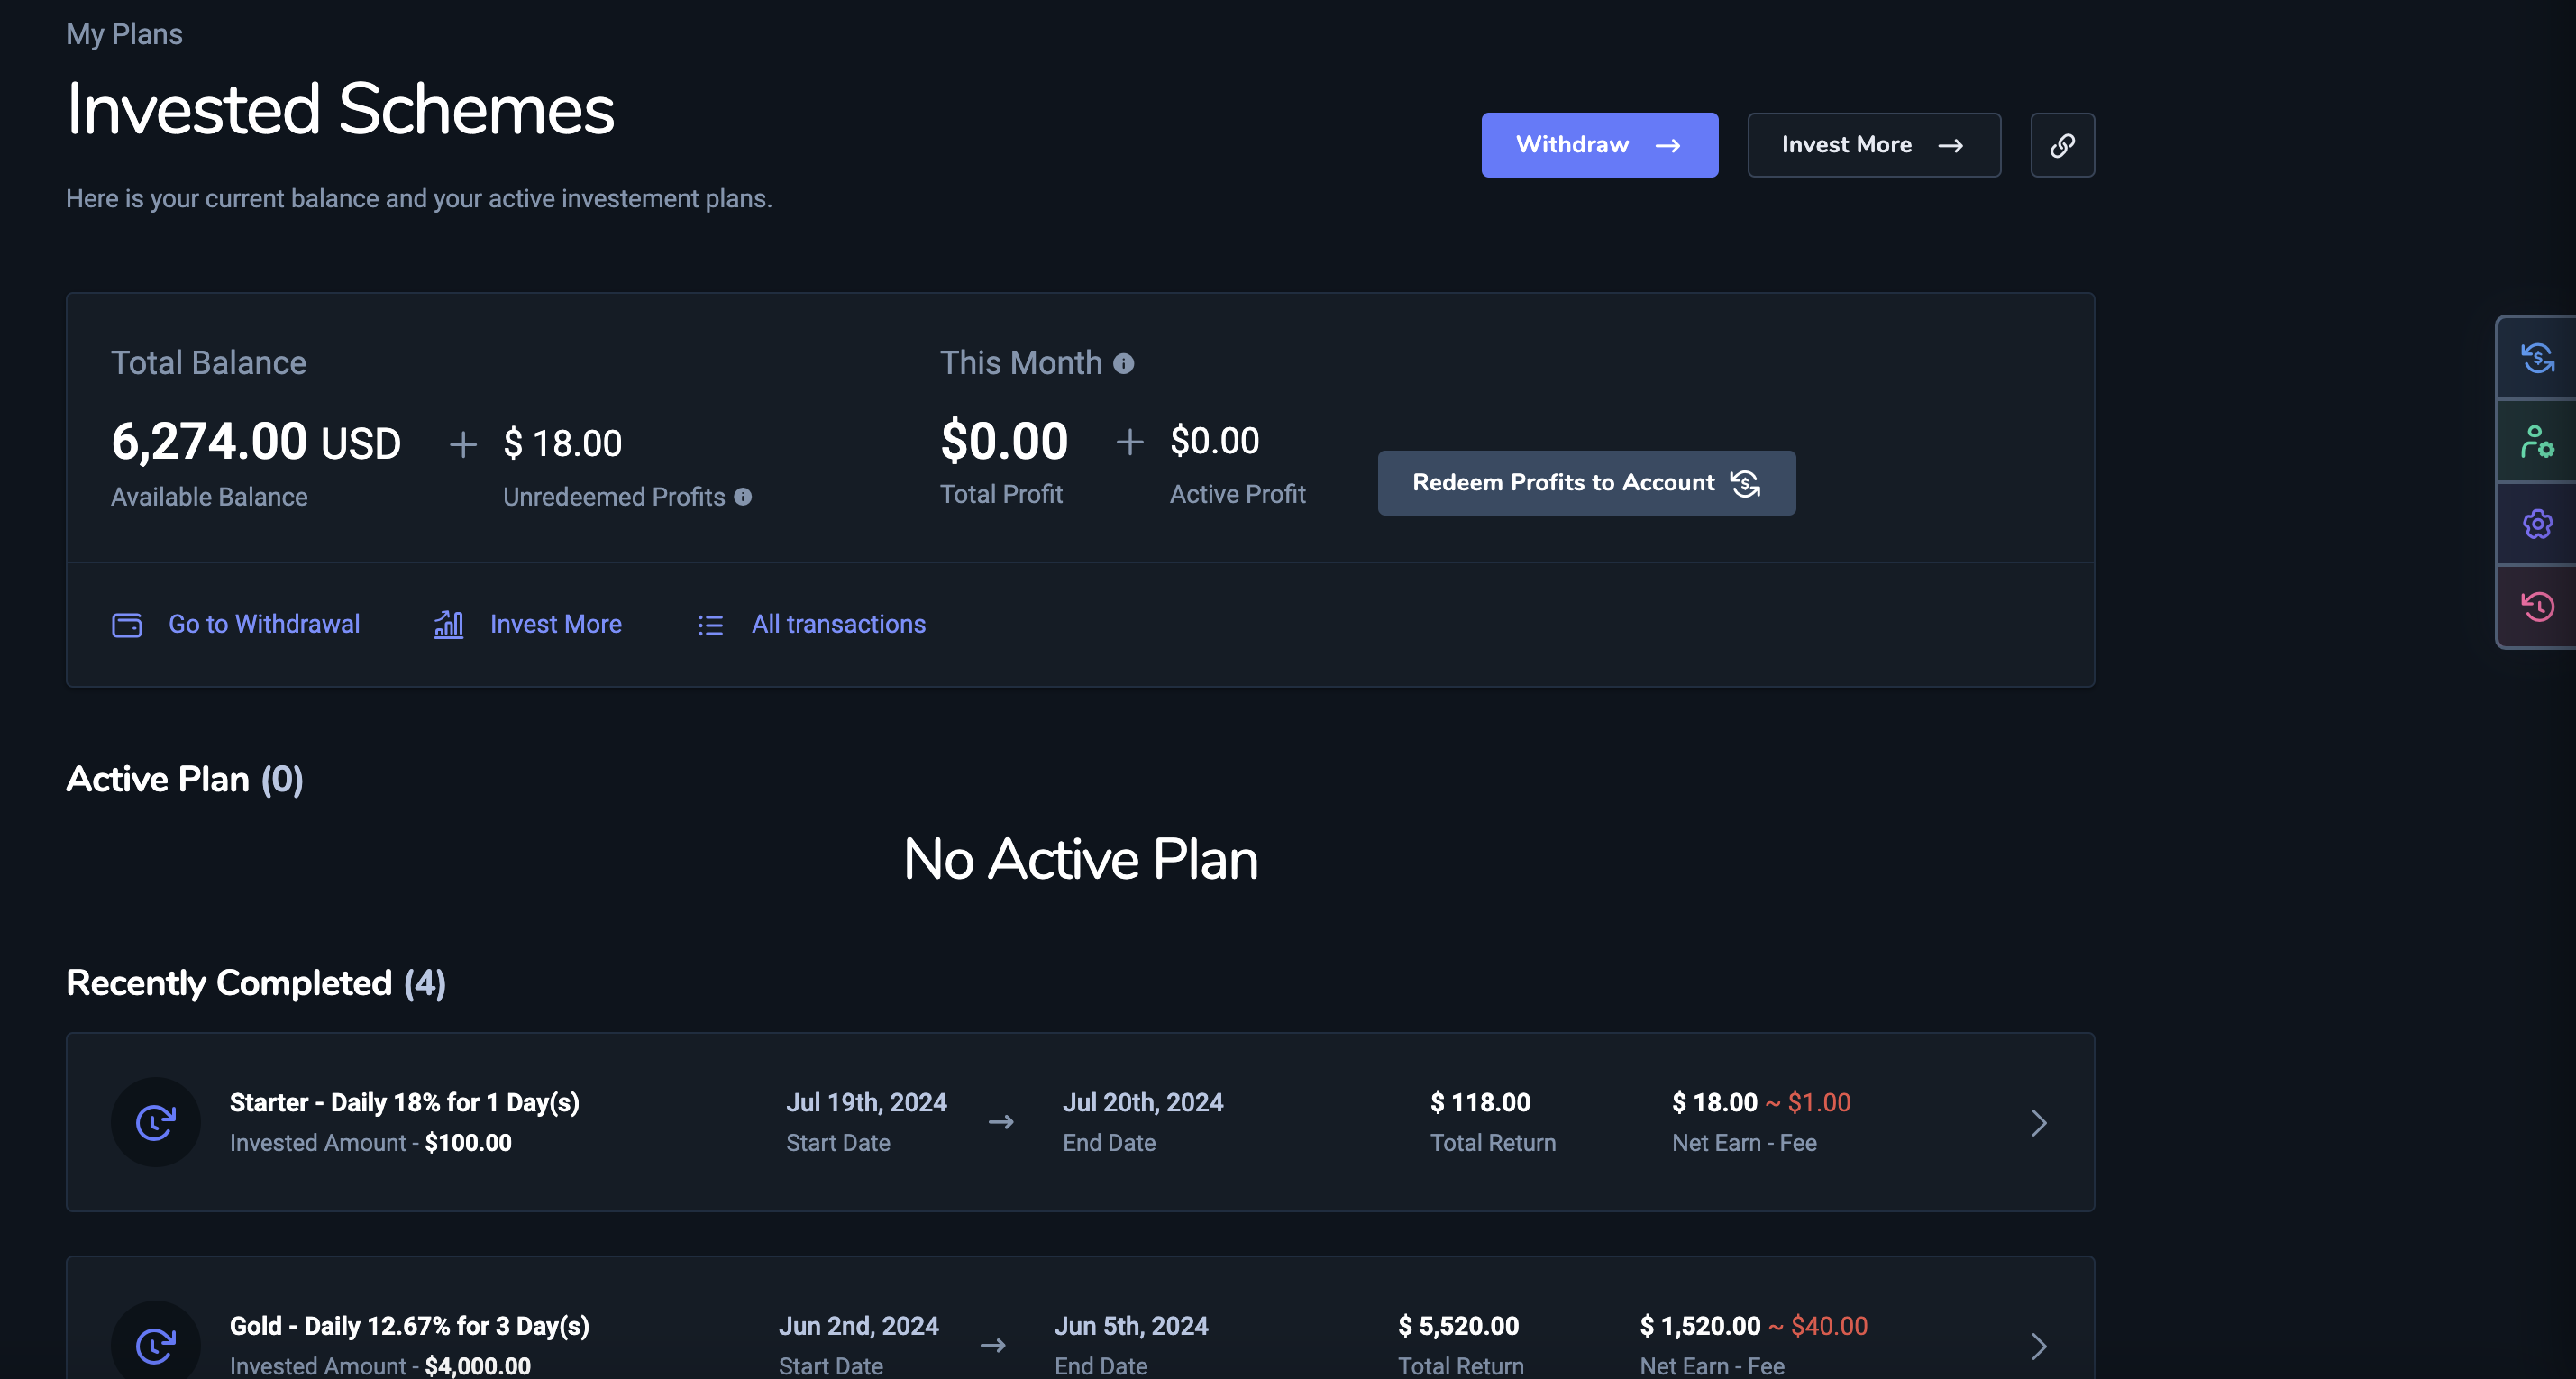 My Plans
Invested Schemes
Withdraw →
Invest More →
Here is your current balance and your active investement plans.
Total Balance
This Month
6,274.00 USD + $ 18.00
$0.00 + $0.00
Available Balance
Unredeemed Profits
Total Profit
Active Profit
Redeem Profits to Account
Go to Withdrawal
Invest More
All transactions
Active Plan (0)
No Active Plan
Recently Completed (4)
Starter - Daily 18% for 1 Day(s)
Invested Amount - $100.00
Jul 19th, 2024
Start Date
→
Jul 20th, 2024
End Date
$ 118.00
Total Return
$ 18.00 ~ $1.00
Net Earn - Fee
Gold - Daily 12.67% for 3 Day(s)
Invested Amount - $4,000.00
Jun 2nd, 2024
Start Date
→
Jun 5th, 2024
End Date
$ 5,520.00
Total Return
$ 1,520.00 ~ $40.00
Net Earn - Fee